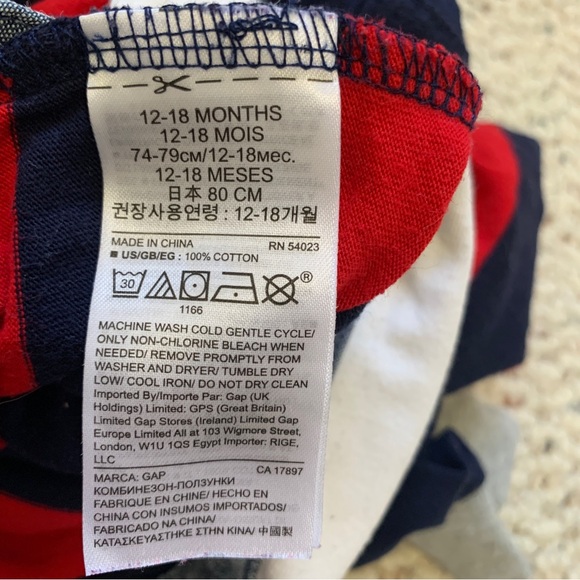 12-18 MONTHS
12-18 MOIS
74-79см/12-18мес.
12-18 MESES
日本 80 CM
권장사용연령 : 12-18개월
MADE IN CHINA RN 54023
■ US/GB/EG : 100% COTTON
30 ®
1166
MACHINE WASH COLD GENTLE CYCLE/
ONLY NON-CHLORINE BLEACH WHEN
NEEDED/ REMOVE PROMPTLY FROM
WASHER AND DRYER/ TUMBLE DRY
LOW/ COOL IRON/ DO NOT DRY CLEAN
Imported By/Importe Par: Gap (UK
Holdings) Limited: GPS (Great Britain)
Limited Gap Stores (Ireland) Limited Gap
Europe Limited All at 103 Wigmore Street,
London, W1U 1QS Egypt Importer: RIGE,
LLC
MARCA: GAP CA 17897
КОМБИНЕЗОН-ПОЛЗУНКИ
FABRIQUE EN CHINE/ HECHO EN
CHINA CON INSUMOS IMPORTADOS/
FABRICADO NA CHINA/
ΚΑΤΑΣΚΕΥΑΣΤΗΚΕ ΣΤΗΝ ΚΙΝΑ/ 中國製